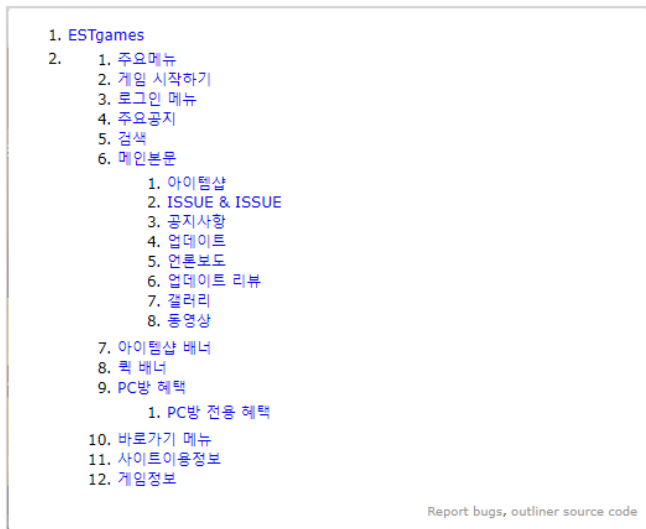 1. ESTgames
2. 1. 주요메뉴
2. 게임 시작하기
3. 로그인 메뉴
4. 주요공지
5. 검색
6. 메인본문
1. 아이템샵
2. ISSUE & ISSUE
3. 공지사항
4. 업데이트
5. 언론보도
6. 업데이트 리뷰
7. 갤러리
8. 동영상
7. 아이템샵 배너
8. 퀵 배너
9. PC방 혜택
1. PC방 전용 혜택
10. 바로가기 메뉴
11. 사이트이용정보
12. 게임정보
Report bugs, outliner source code